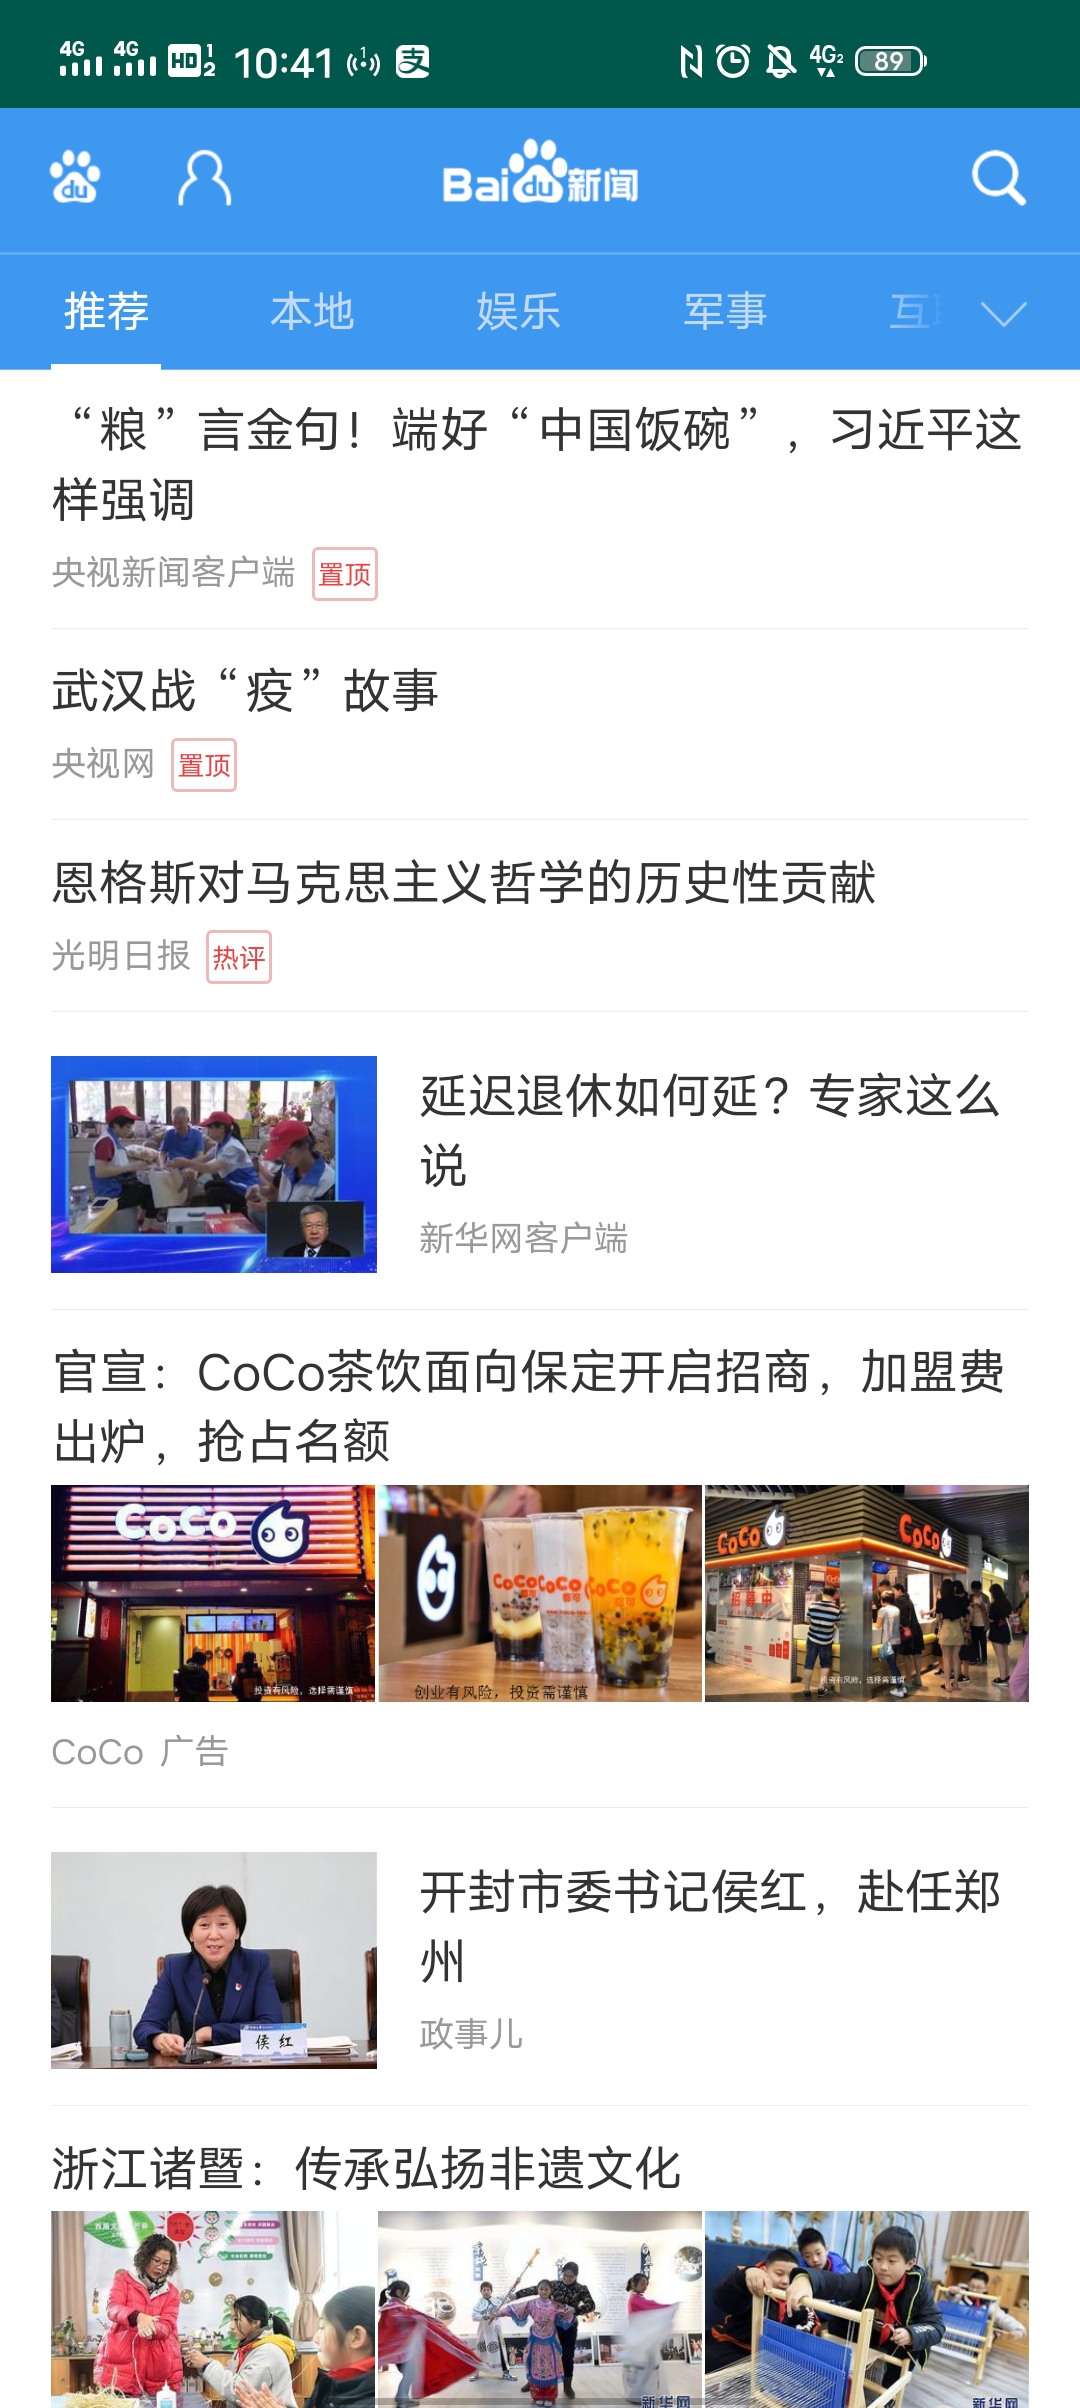 4G 4G HD 1 2 10:41 支 4G2 89
du Bai du 新闻
推荐 本地 娱乐 军事 互
“粮”言金句！端好“中国饭碗”，习近平这
样强调
央视新闻客户端 置顶
武汉战“疫”故事
央视网 置顶
恩格斯对马克思主义哲学的历史性贡献
光明日报 热评
延迟退休如何延？专家这么
说
新华网客户端
官宣：CoCo茶饮面向保定开启招商，加盟费
出炉，抢占名额
CoCo
CoCo CoCo CoCo
CoCo CoCo
招募中
投资有风险，选择需谨慎
创业有风险，投资需谨慎
投资有风险，选择需谨慎
CoCo 广告
开封市委书记侯红，赴任郑
州
侯红
政事儿
浙江诸暨：传承弘扬非遗文化
新华网
新华网